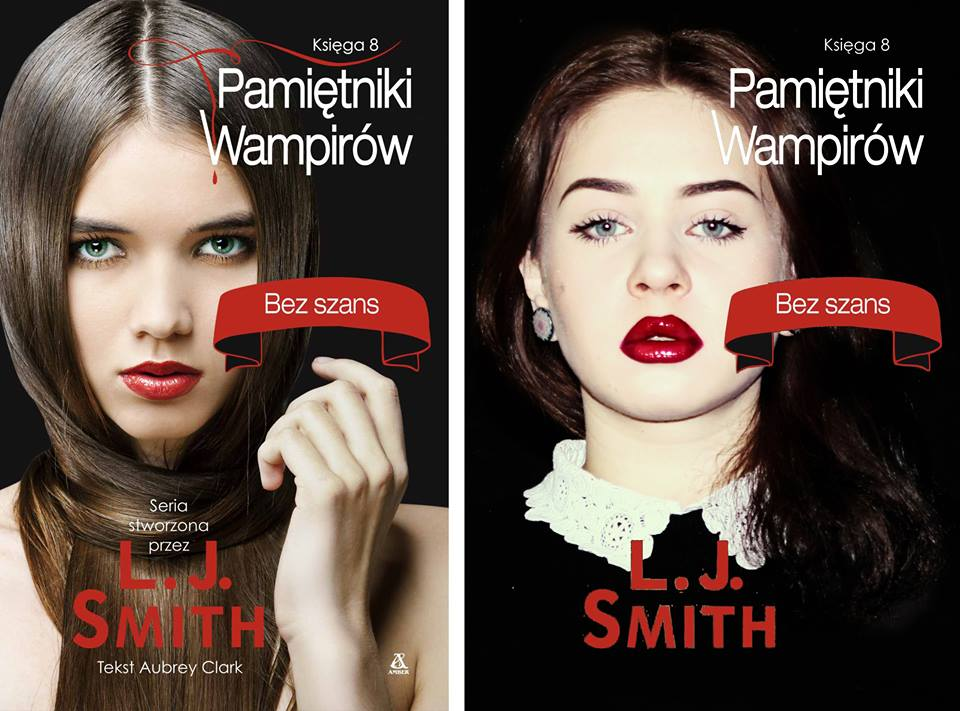 Księga 8
Pamiętniki
Wampirów
Bez szans
Seria
stworzona
przez
L. J.
SMITH
Tekst Aubrey Clark
AMBER
Księga 8
Pamiętniki
Wampirów
Bez szans
L. J.
SMITH